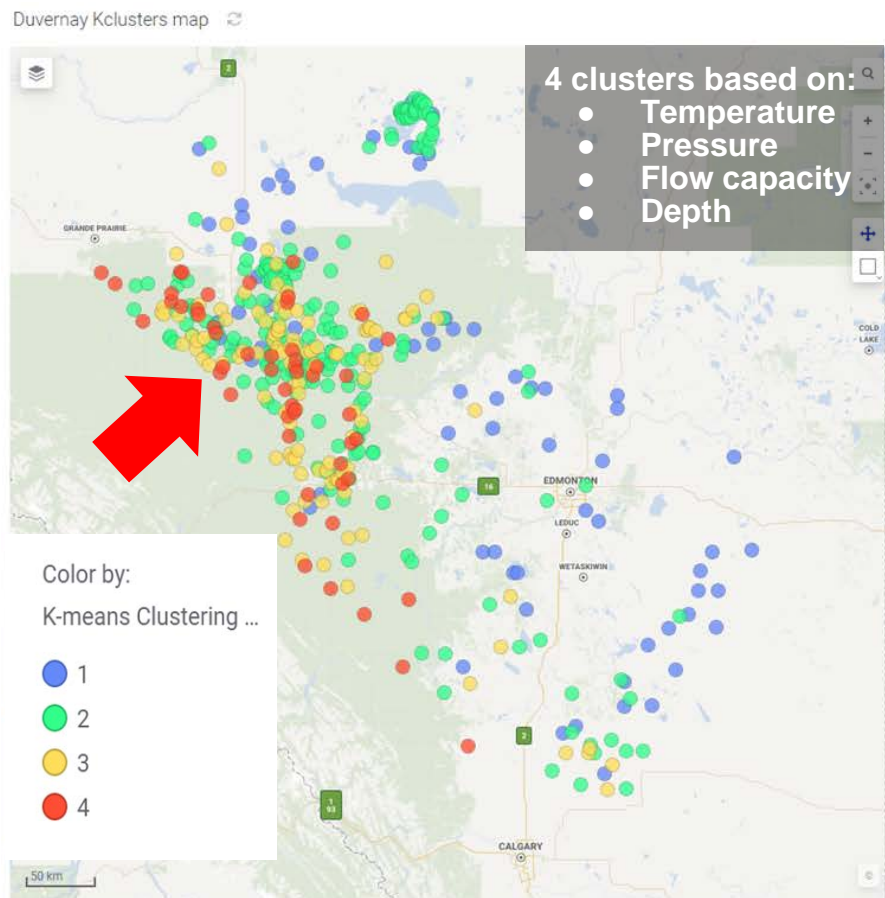 Duvernay Kclusters map
4 clusters based on:
● Temperature
● Pressure
● Flow capacity
● Depth
2
GRANDE PRAIRIE
COLD
LAKE
16
EDMONTON
LEDUC
WETASKIWIN
Color by:
K-means Clustering ...
1
2
3
4
2
1
93
CALGARY
50 km
©